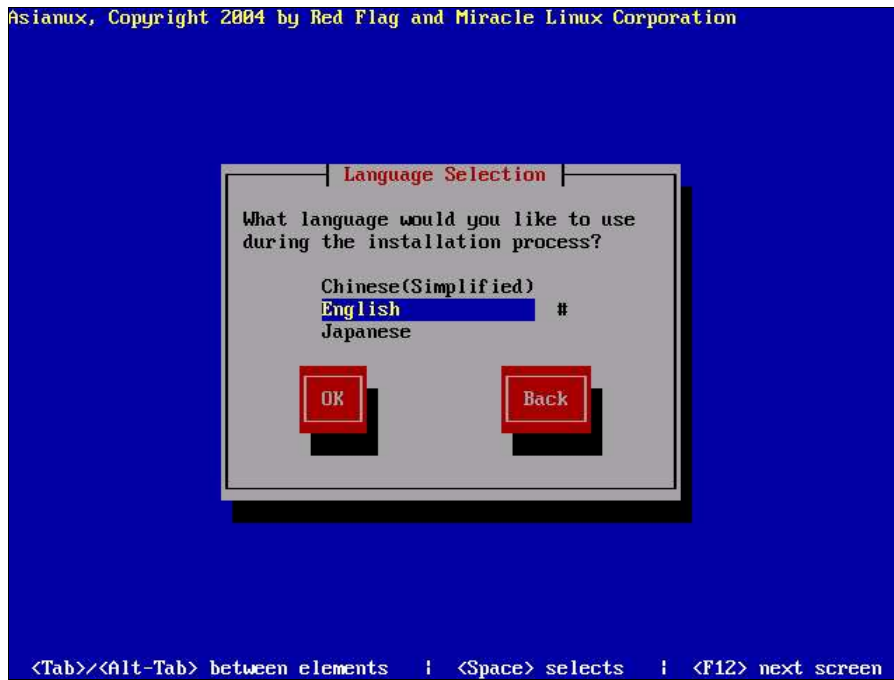 Asianux, Copyright 2004 by Red Flag and Miracle Linux Corporation
Language Selection
What language would you like to use
during the installation process?
Chinese(Simplified)
English #
Japanese
OK Back
<Tab>/<Alt-Tab> between elements | <Space> selects | <F12> next screen